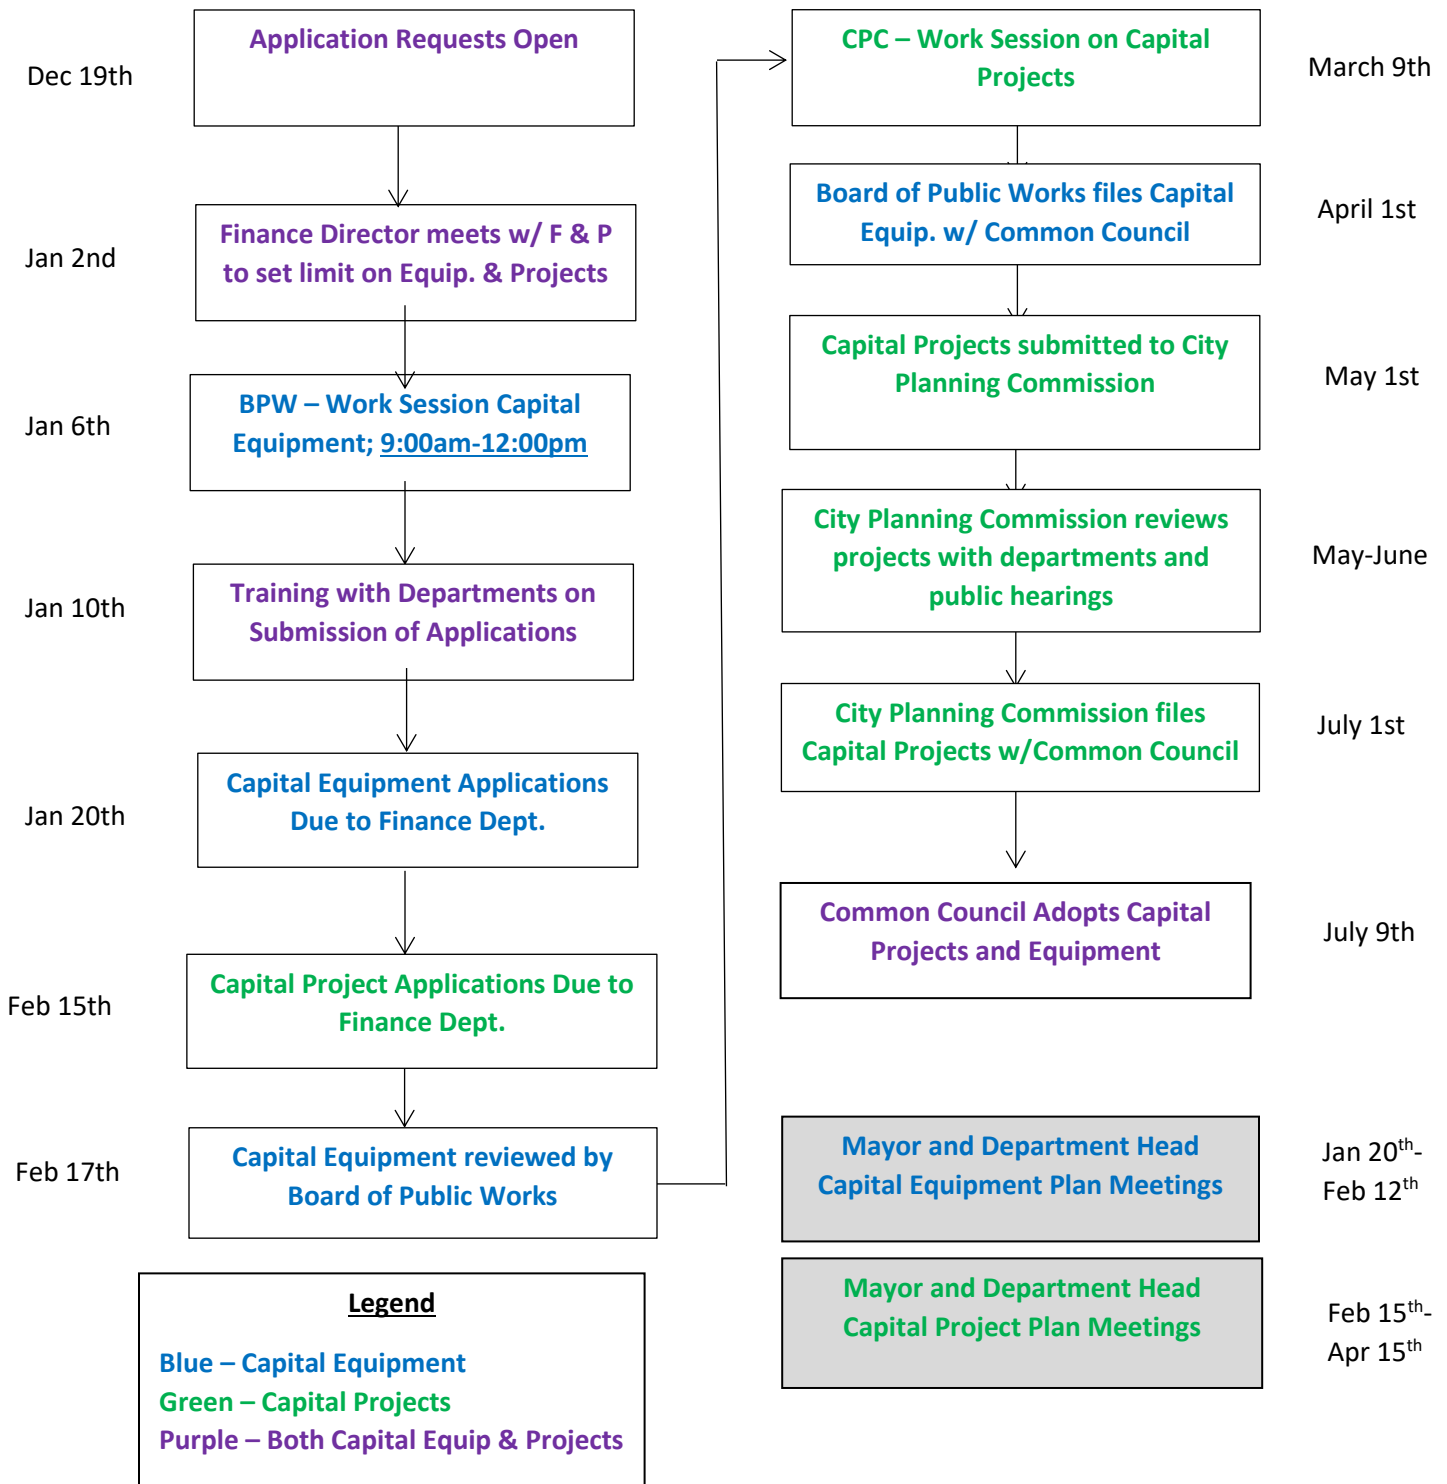 Dec 19th
Application Requests Open
Jan 2nd
Finance Director meets w/ F & P
to set limit on Equip. & Projects
Jan 6th
BPW – Work Session Capital
Equipment; 9:00am-12:00pm
Jan 10th
Training with Departments on
Submission of Applications
Jan 20th
Capital Equipment Applications
Due to Finance Dept.
Feb 15th
Capital Project Applications Due to
Finance Dept.
Feb 17th
Capital Equipment reviewed by
Board of Public Works
CPC – Work Session on Capital
Projects
March 9th
Board of Public Works files Capital
Equip. w/ Common Council
April 1st
Capital Projects submitted to City
Planning Commission
May 1st
City Planning Commission reviews
projects with departments and
public hearings
May-June
City Planning Commission files
Capital Projects w/Common Council
July 1st
Common Council Adopts Capital
Projects and Equipment
July 9th
Mayor and Department Head
Capital Equipment Plan Meetings
Jan 20th-
Feb 12th
Mayor and Department Head
Capital Project Plan Meetings
Feb 15th-
Apr 15th
Legend
Blue – Capital Equipment
Green – Capital Projects
Purple – Both Capital Equip & Projects